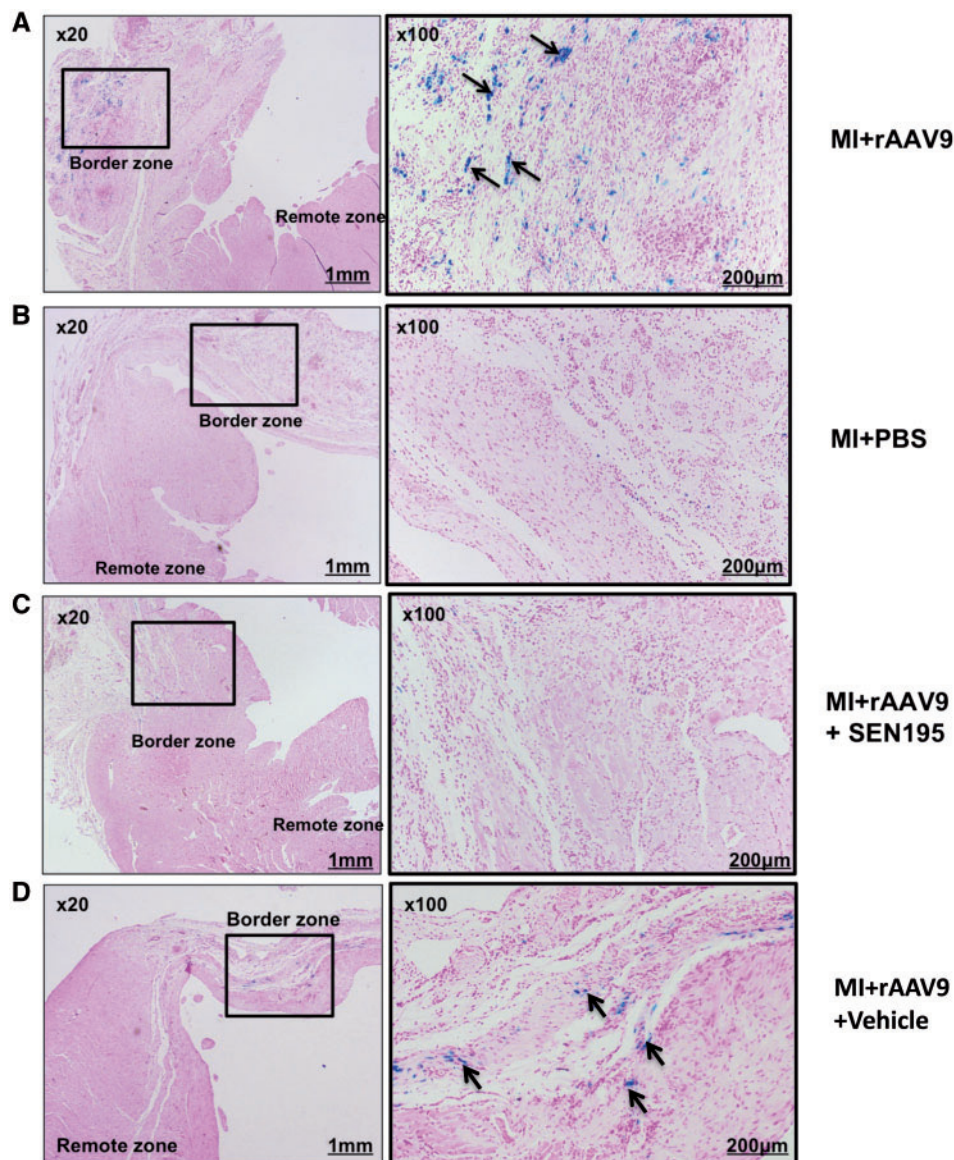 A
x20
Border zone
Remote zone
1mm
x100
200µm
MI+rAAV9
B
x20
Border zone
Remote zone
1mm
x100
200µm
MI+PBS
C
x20
Border zone
Remote zone
1mm
x100
200µm
MI+rAAV9
+ SEN195
D
x20
Border zone
Remote zone
1mm
x100
200µm
MI+rAAV9
+Vehicle